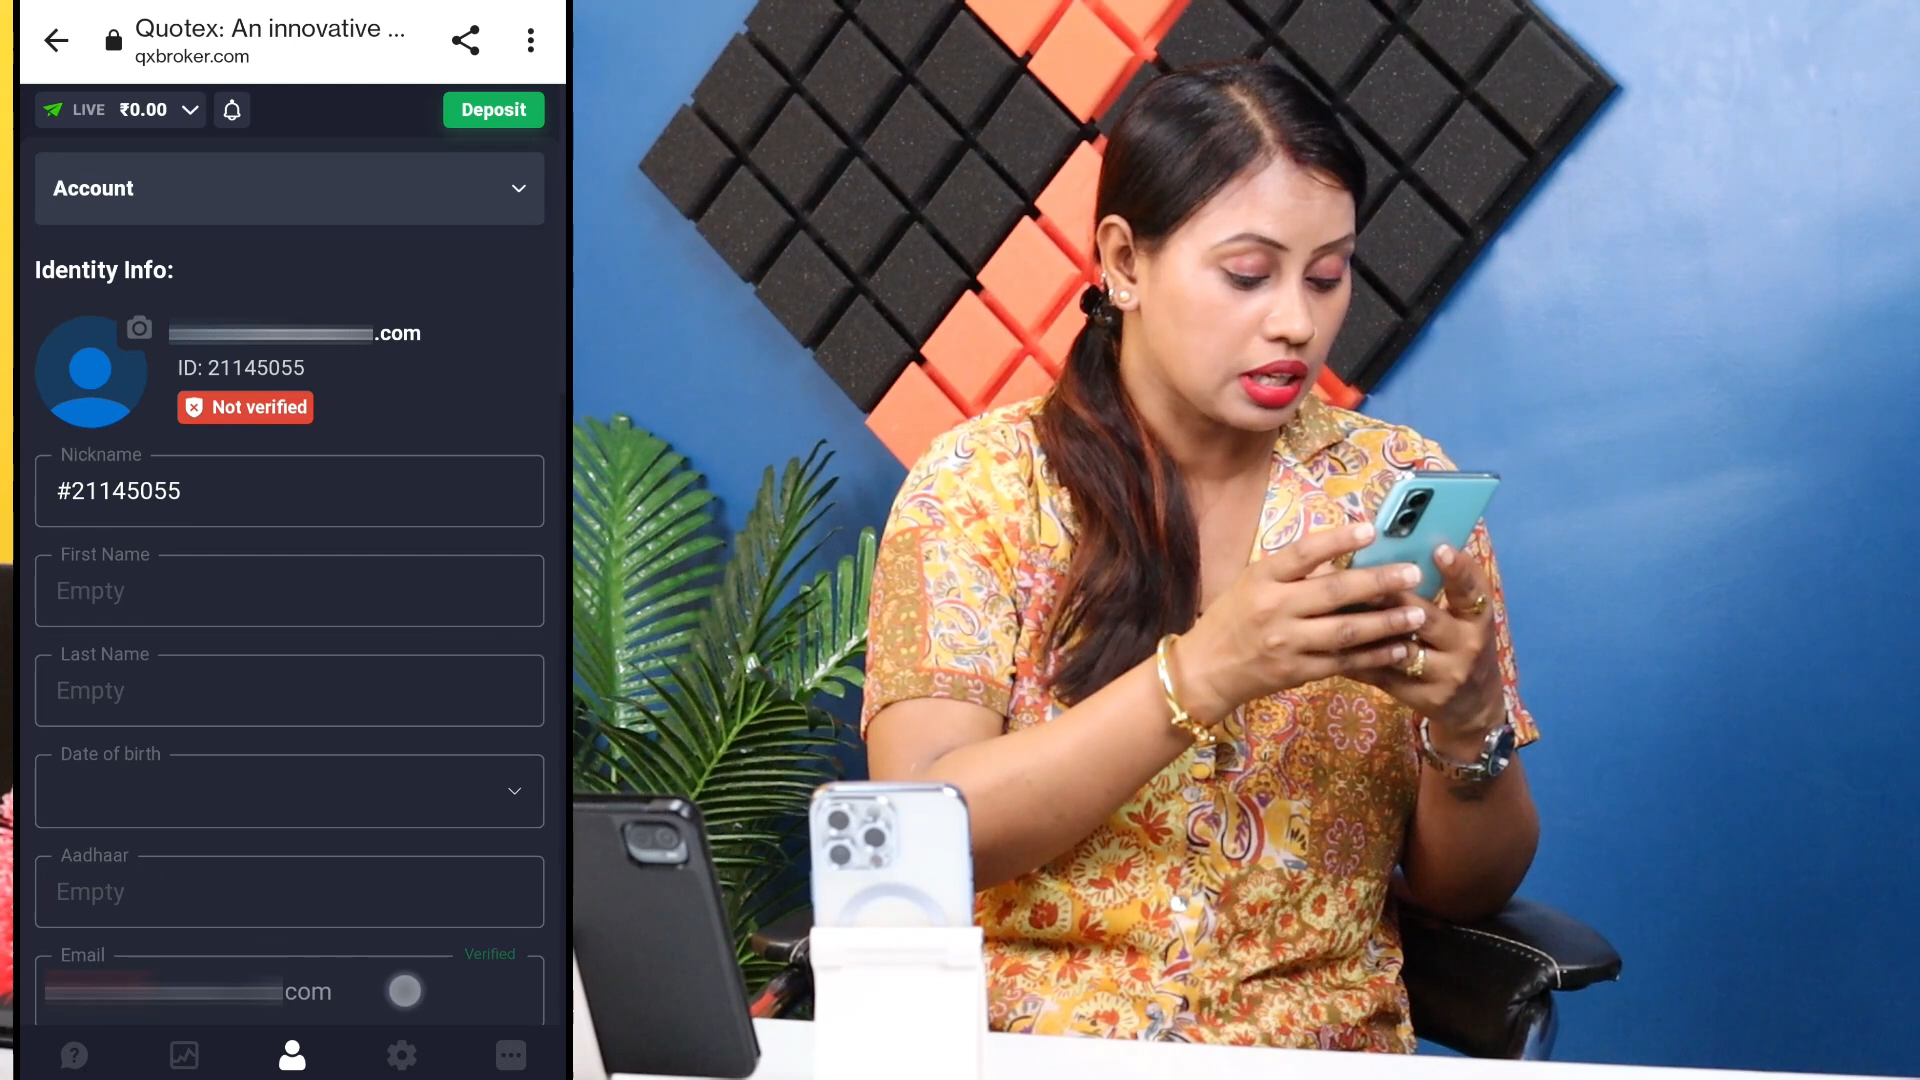 Quotex: An innovative ...
qxbroker.com
LIVE ₹0.00
Deposit
Account
Identity Info:
.com
ID: 21145055
Not verified
Nickname
#21145055
First Name
Empty
Last Name
Empty
Date of birth
Aadhaar
Empty
Email
Verified
com